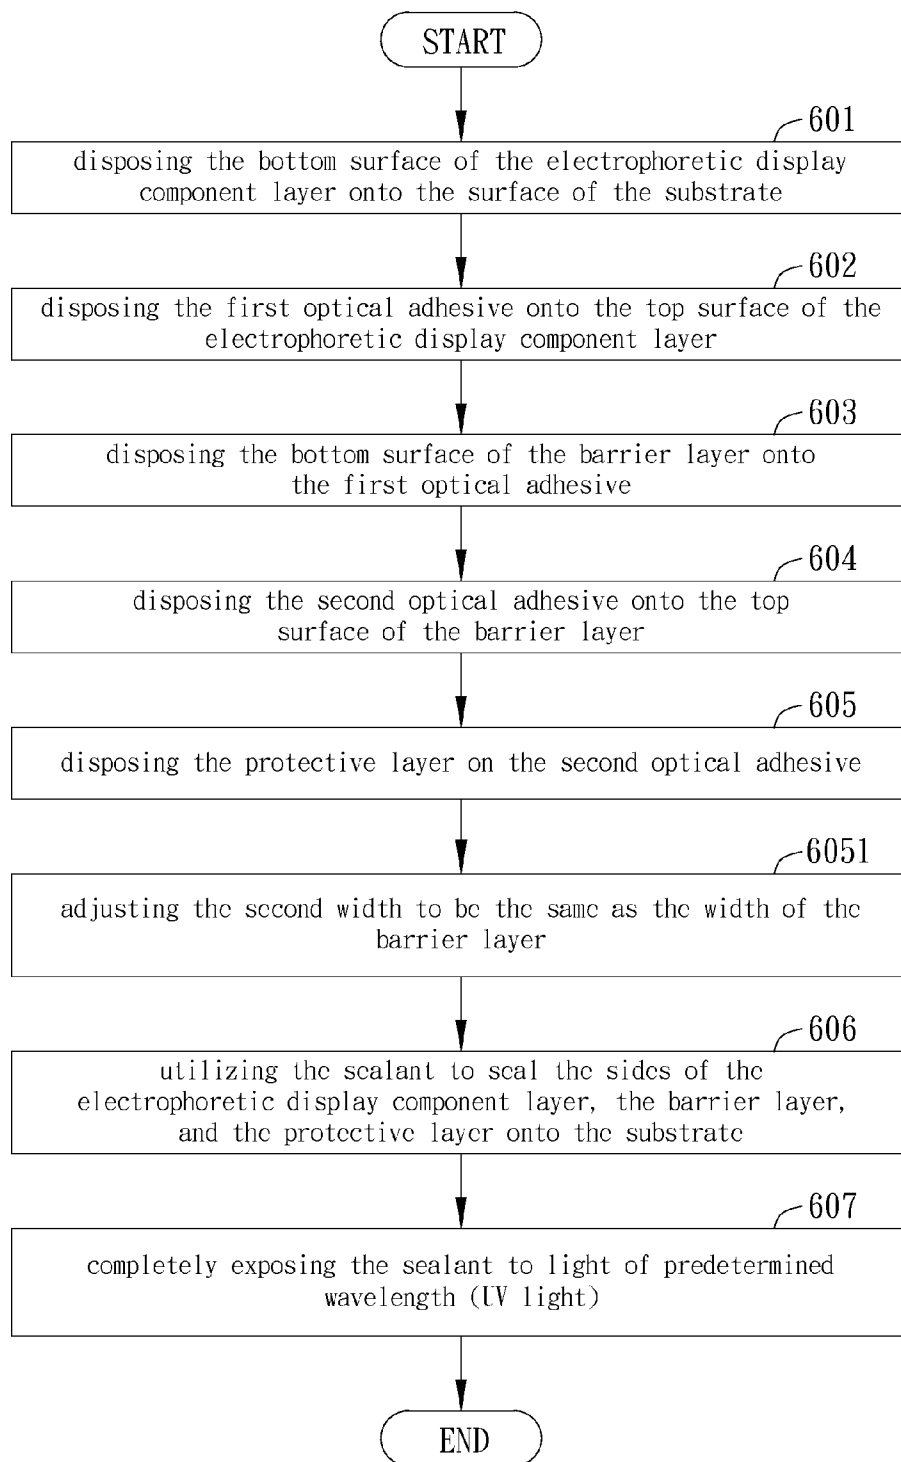 START
601
disposing the bottom surface of the electrophoretic display
component layer onto the surface of the substrate
602
disposing the first optical adhesive onto the top surface of the
electrophoretic display component layer
603
disposing the bottom surface of the barrier layer onto
the first optical adhesive
604
disposing the second optical adhesive onto the top
surface of the barrier layer
605
disposing the protective layer on the second optical adhesive
6051
adjusting the second width to be the same as the width of the
barrier layer
606
utilizing the sealant to seal the sides of the
electrophoretic display component layer, the barrier layer,
and the protective layer onto the substrate
607
completely exposing the sealant to light of predetermined
wavelength (UV light)
END